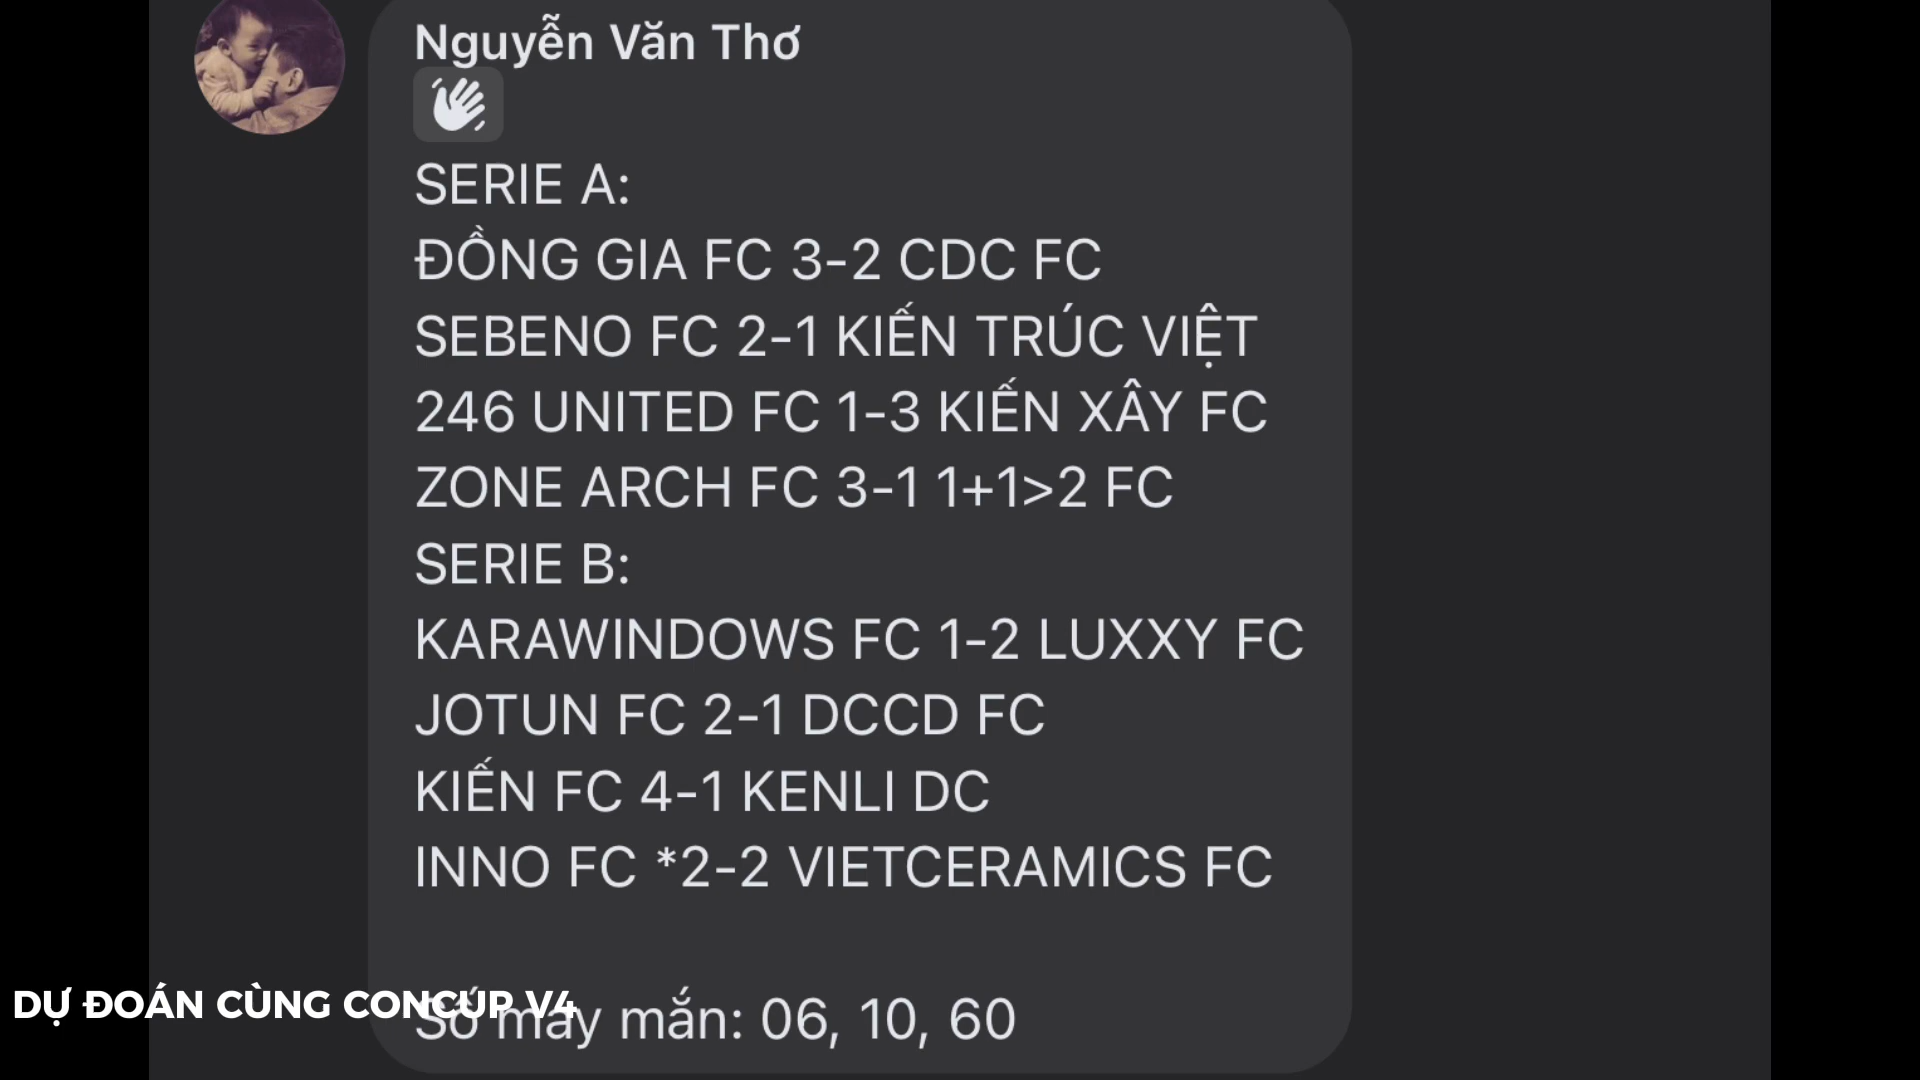 Nguyễn Văn Thơ
SERIE A:
ĐỒNG GIA FC 3-2 CDC FC
SEBENO FC 2-1 KIẾN TRÚC VIỆT
246 UNITED FC 1-3 KIẾN XÂY FC
ZONE ARCH FC 3-1 1+1>2 FC
SERIE B:
KARAWINDOWS FC 1-2 LUXXY FC
JOTUN FC 2-1 DCCD FC
KIẾN FC 4-1 KENLI DC
INNO FC *2-2 VIETCERAMICS FC
DỰ ĐOÁN CÙNG CONCUP V4
Số máy mắn: 06, 10, 60